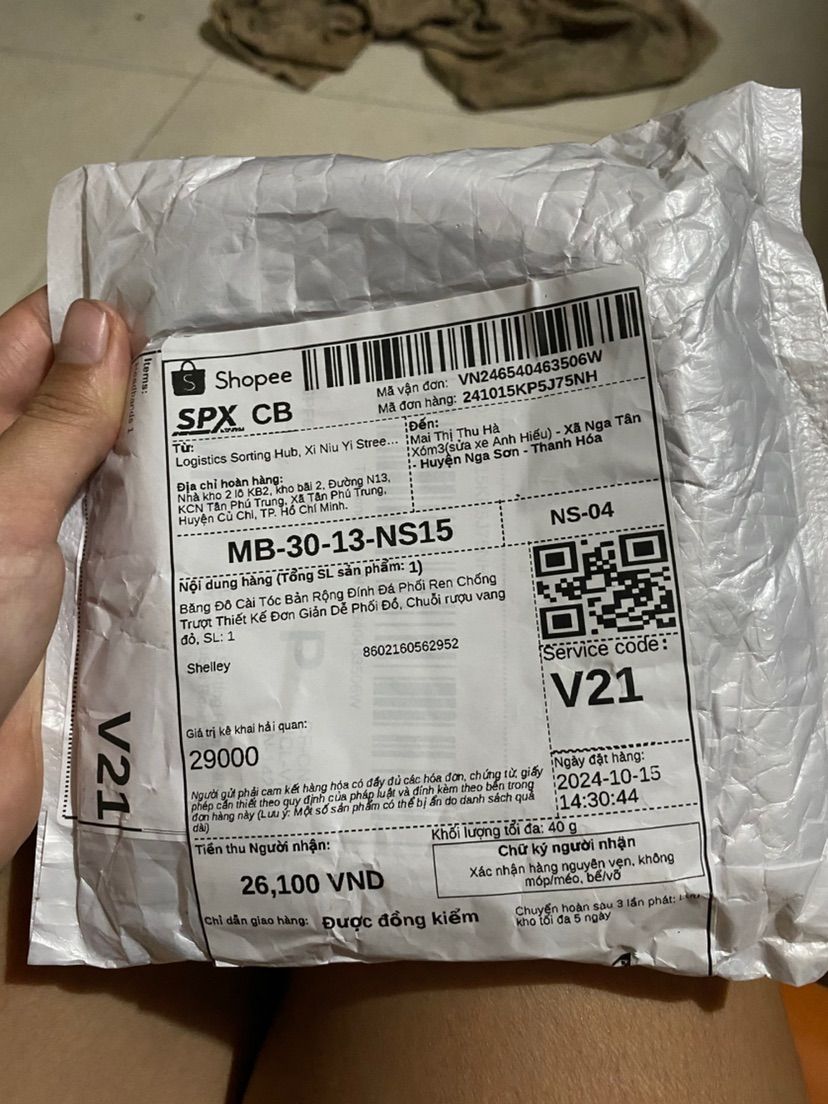 Shopee
SPX CB
Mã vận đơn: VN246540463506W
Mã đơn hàng: 241015KP5J75NH
Từ:
Logistics Sorting Hub, Xi Niu Yi Stree...
Địa chỉ hoàn hàng:
Nhà kho 2 lô KB2, kho bãi 2, Đường N13,
KCN Tân Phú Trung, Xã Tân Phú Trung,
Huyện Củ Chi, TP. Hồ Chí Minh.
Đến:
Mai Thị Thu Hà
Xóm3(sửa xe Anh Hiếu) - Xã Nga Tân
- Huyện Nga Sơn - Thanh Hóa
MB-30-13-NS15
NS-04
Nội dung hàng (Tổng SL sản phẩm: 1)
Băng Đô Cài Tóc Bản Rộng Đính Đá Phối Ren Chống
Trượt Thiết Kế Đơn Giản Dễ Phối Đồ, Chuỗi rượu vang
đỏ, SL: 1
Shelley
8602160562952
Service code:
V21
Giá trị kê khai hải quan:
29000
Người gửi phải cam kết hàng hóa có đầy đủ các hóa đơn, chứng từ, giấy
phép cần thiết theo quy định của pháp luật và đính kèm theo bên trong
đơn hàng này (Lưu ý: Một số sản phẩm có thể bị ẩn do danh sách quá
dài)
Ngày đặt hàng:
2024-10-15
14:30:44
Tiền thu Người nhận:
26,100 VND
Khối lượng tối đa: 40 g
Chữ ký người nhận
Xác nhận hàng nguyên vẹn, không
móp/méo, bể/vỡ
Chỉ dẫn giao hàng: Được đồng kiểm
Chuyển hoàn sau 3 lần phát;
kho tối đa 5 ngày
Items:
V21